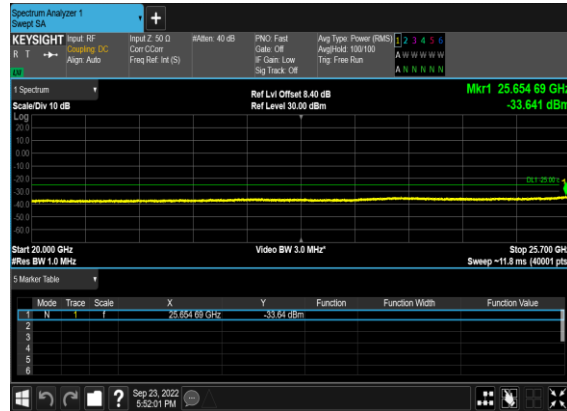 Spectrum Analyzer 1
Swept SA
+
KEYSIGHT Input: RF Input Z: 50 Ω #Atten: 40 dB PNO: Fast Avg Type: Power (RMS) 1 2 3 4 5 6
R T Coupling: DC Corr CCorr Gate: Off Avg|Hold: 100/100 A W W W W W
Align: Auto Freq Ref: Int (S) IF Gain: Low Trig: Free Run
LW Sig Track: Off A N N N N N
1 Spectrum Ref Lvl Offset 8.40 dB Mkr1 25.654 69 GHz
Scale/Div 10 dB Ref Level 30.00 dBm -33.641 dBm
Log
20.0
10.0
0.00
-10.0
-20.0 DL1 -25.00
-30.0
-40.0
-50.0
-60.0
Start 20.000 GHz Video BW 3.0 MHz* Stop 25.700 GHz
#Res BW 1.0 MHz Sweep ~11.8 ms (40001 pts
5 Marker Table
Mode Trace Scale X Y Function Function Width Function Value
1 N 1 f 25.654 69 GHz -33.64 dBm
2
3
4
5
6
? Sep 23, 2022
5:52:01 PM